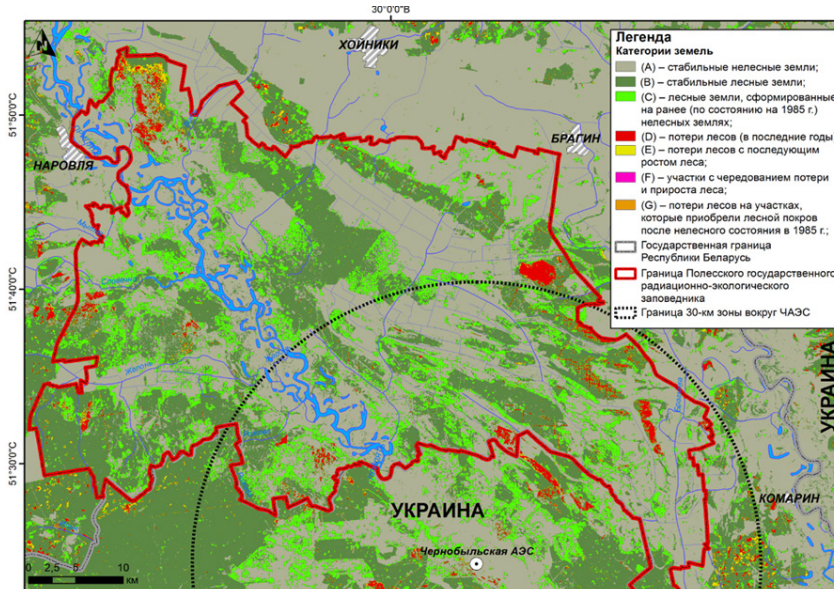 30°0'0"В
51°50'0"С
51°40'0"С
51°30'0"С
ХОЙНИКИ
БРАГИН
НАРОВЛЯ
Словечна
Желонь
УКРАИНА
КОМАРИН
УКРАИНА
Чернобыльская АЭС
0 2,5 5 10
км
Легенда
Категории земель
(A) – стабильные нелесные земли;
(B) – стабильные лесные земли;
(C) – лесные земли, сформированные
на ранее (по состоянию на 1985 г.)
нелесных землях;
(D) – потери лесов (в последние годы)
(E) – потери лесов с последующим
ростом леса;
(F) – участки с чередованием потери
и прироста леса;
(G) – потери лесов на участках,
которые приобрели лесной покров
после нелесного состояния в 1985 г.;
Государственная граница
Республики Беларусь
Граница Полесского государственного
радиационно-экологического
заповедника
Граница 30-км зоны вокруг ЧАЭС